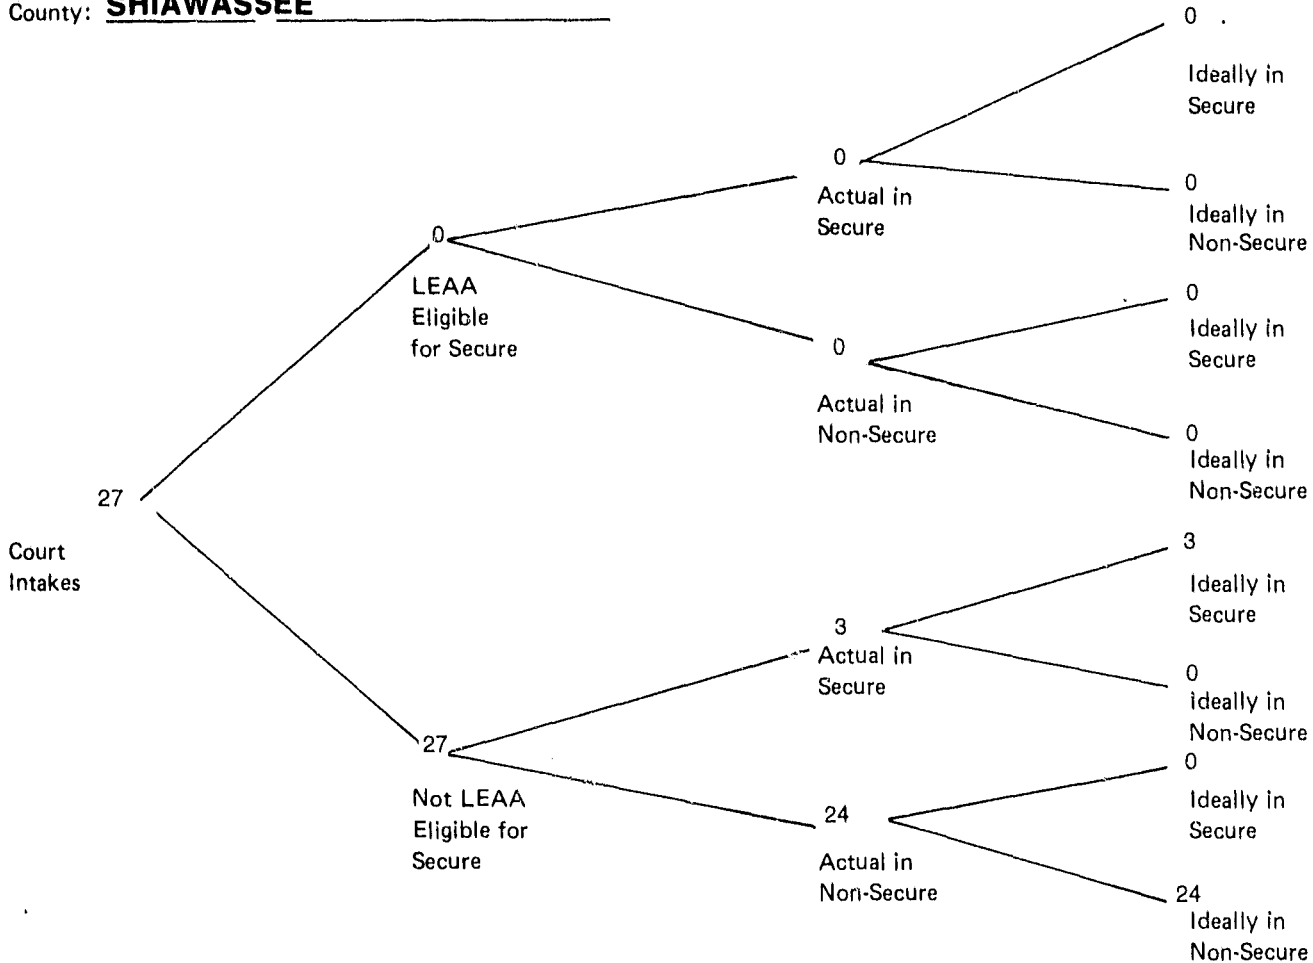 County: SHIAWASSEE
0
Ideally in
Secure
0
Actual in
Secure
0
Ideally in
Non-Secure
0
LEAA
Eligible
for Secure
0
Ideally in
Secure
0
Actual in
Non-Secure
0
Ideally in
Non-Secure
27
Court
Intakes
3
Ideally in
Secure
3
Actual in
Secure
0
Ideally in
Non-Secure
27
Not LEAA
Eligible for
Secure
0
Ideally in
Secure
24
Actual in
Non-Secure
24
Ideally in
Non-Secure